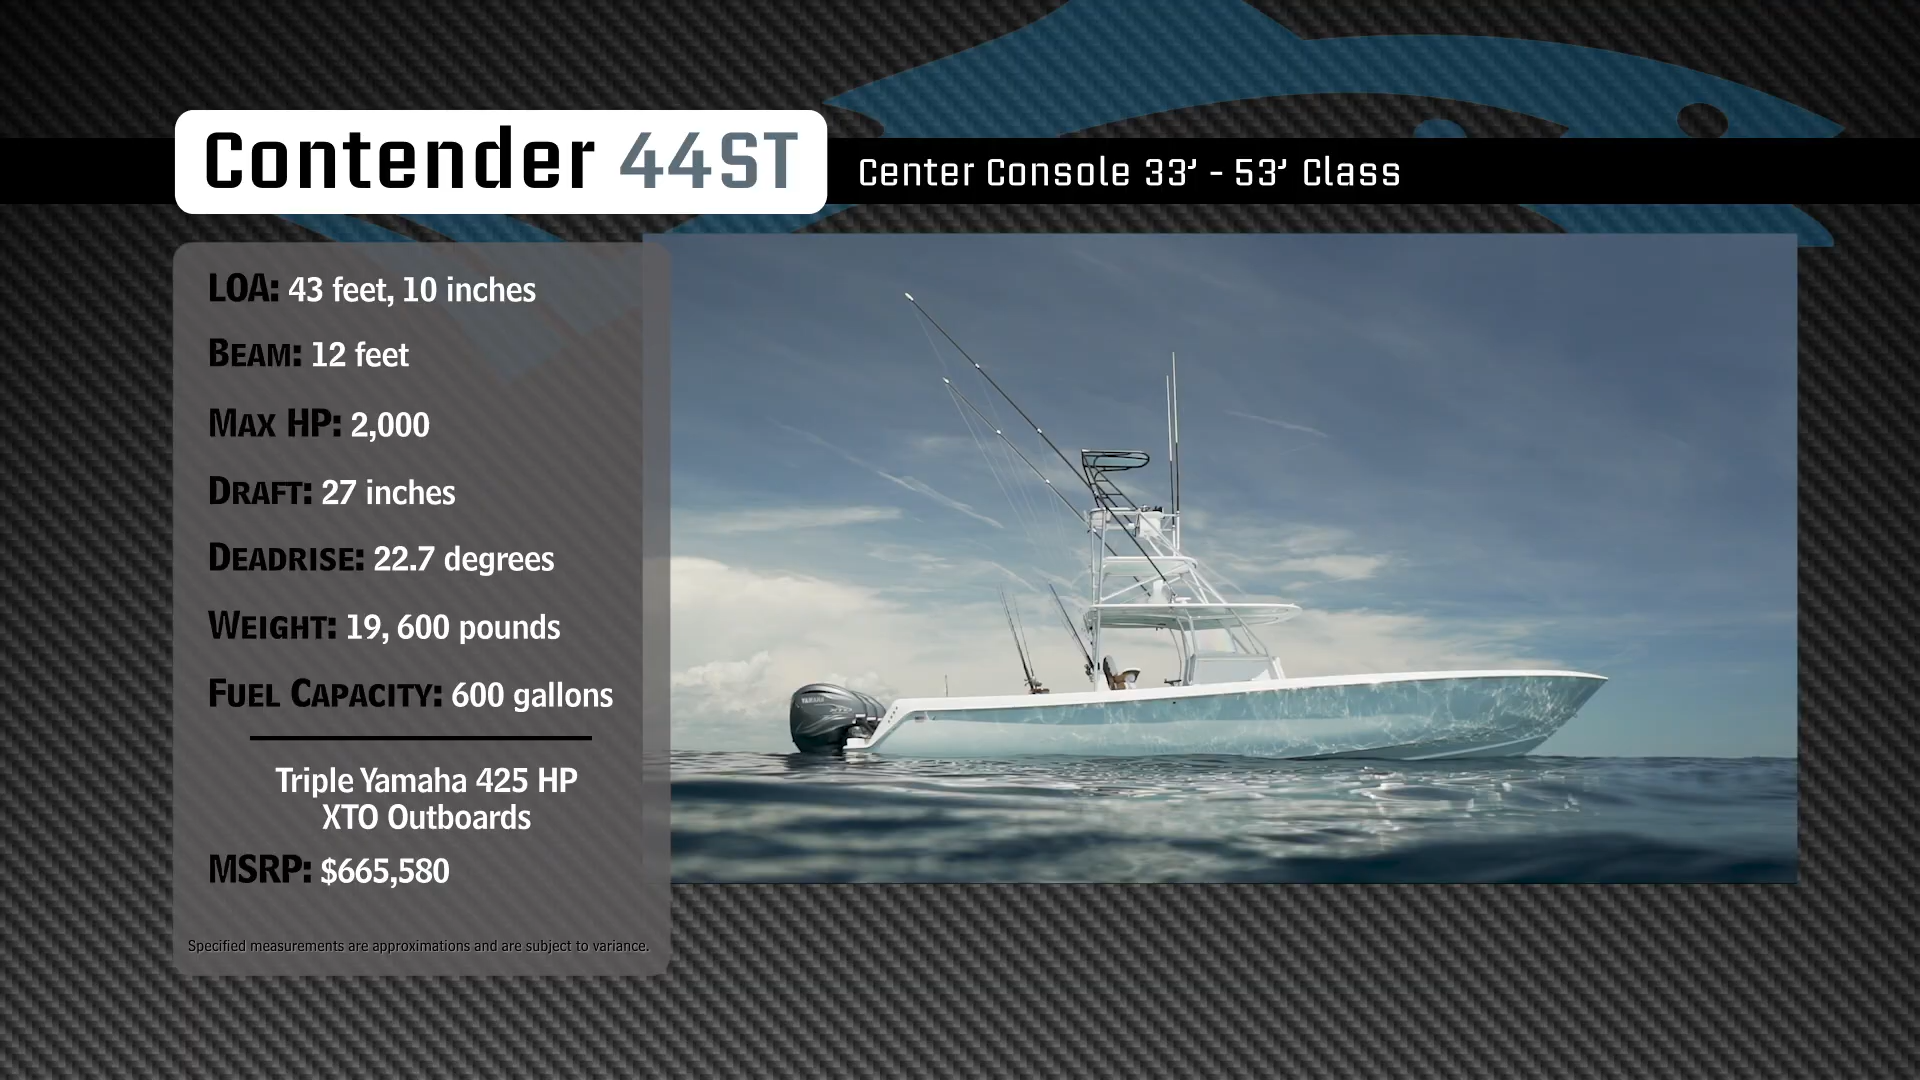 Contender 44ST
Center Console 33' - 53' Class
LOA: 43 feet, 10 inches
BEAM: 12 feet
MAX HP: 2,000
DRAFT: 27 inches
DEADRISE: 22.7 degrees
WEIGHT: 19, 600 pounds
FUEL CAPACITY: 600 gallons
Triple Yamaha 425 HP
XTO Outboards
MSRP: $665,580
Specified measurements are approximations and are subject to variance.
YAMAHA